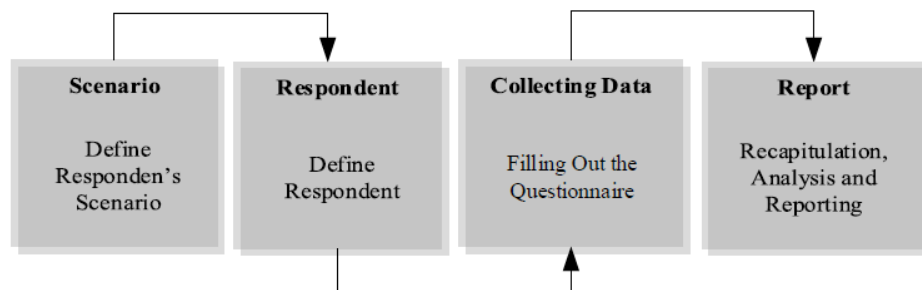 Scenario
Define
Responden's
Scenario
Respondent
Define
Respondent
Collecting Data
Filling Out the
Questionnaire
Report
Recapitulation,
Analysis and
Reporting